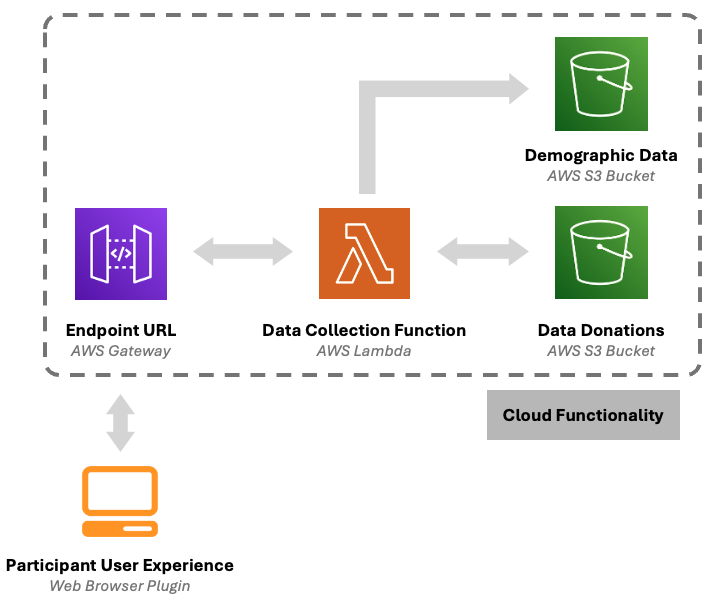 Demographic Data
AWS S3 Bucket
</>
Endpoint URL
AWS Gateway
Data Collection Function
AWS Lambda
Data Donations
AWS S3 Bucket
Cloud Functionality
Participant User Experience
Web Browser Plugin